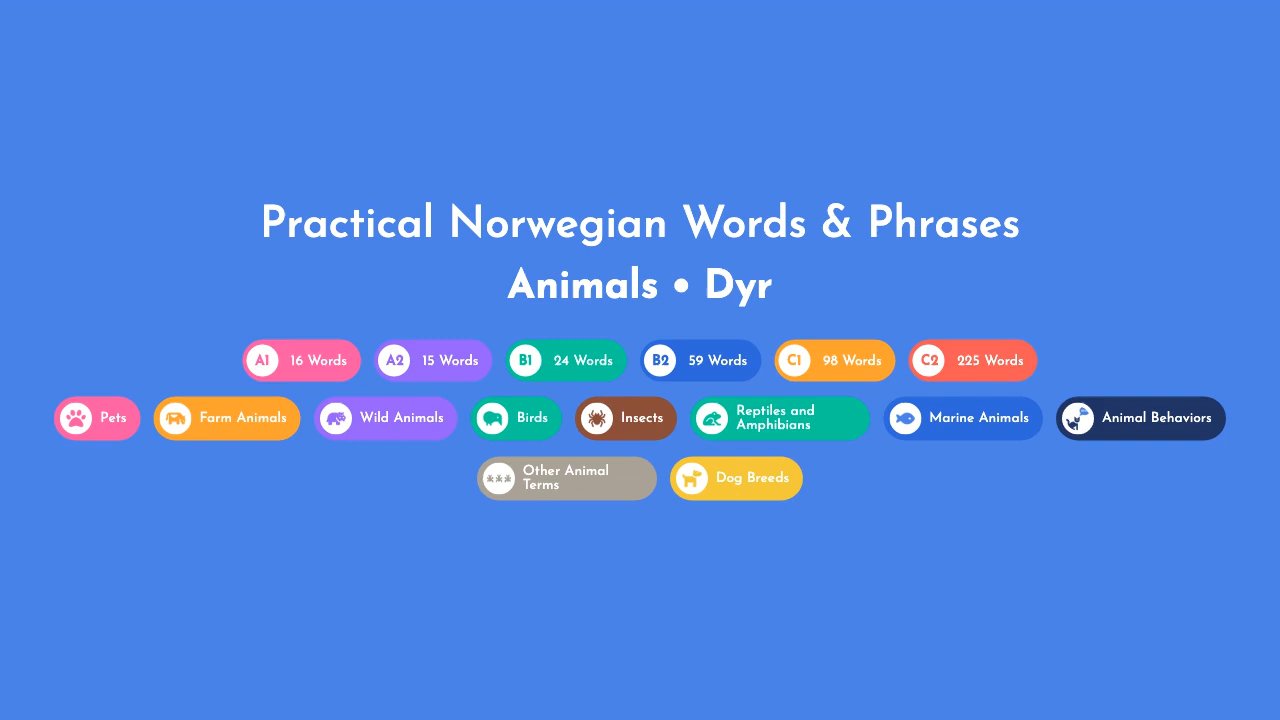 Practical Norwegian Words & Phrases
Animals • Dyr
A1 16 Words A2 15 Words B1 24 Words B2 59 Words C1 98 Words C2 225 Words
Pets Farm Animals Wild Animals Birds Insects Reptiles and Amphibians Marine Animals Animal Behaviors
Other Animal Terms Dog Breeds